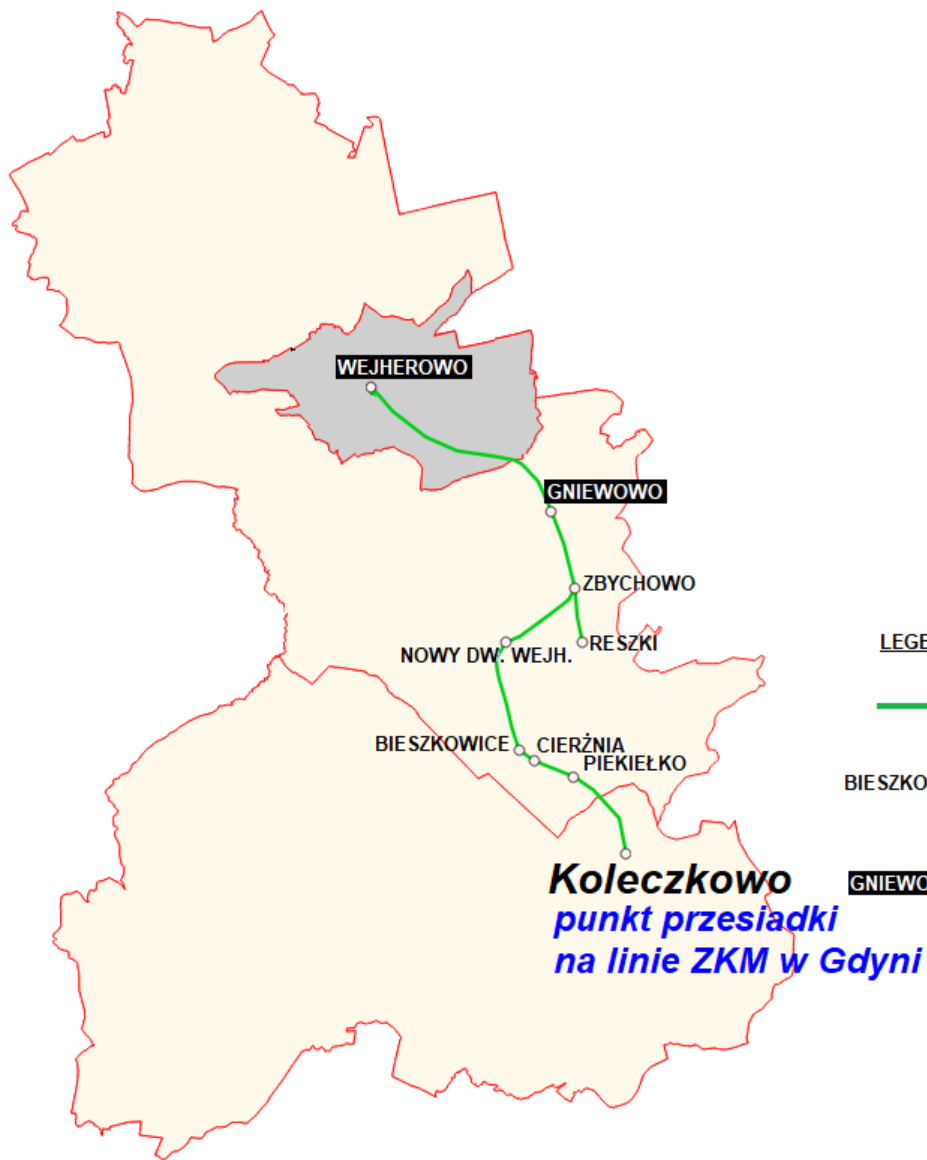 WEJHEROWO
GNIEWOWO
ZBYCHOWO
RESZKI
NOWY DW. WEJH.
LEGE
BIESZKOWICE
CIERŻNIA
PIEKIEŁKO
BIESZKO
Koleczkowo
GNIEWO
punkt przesiadki
na linie ZKM w Gdyni